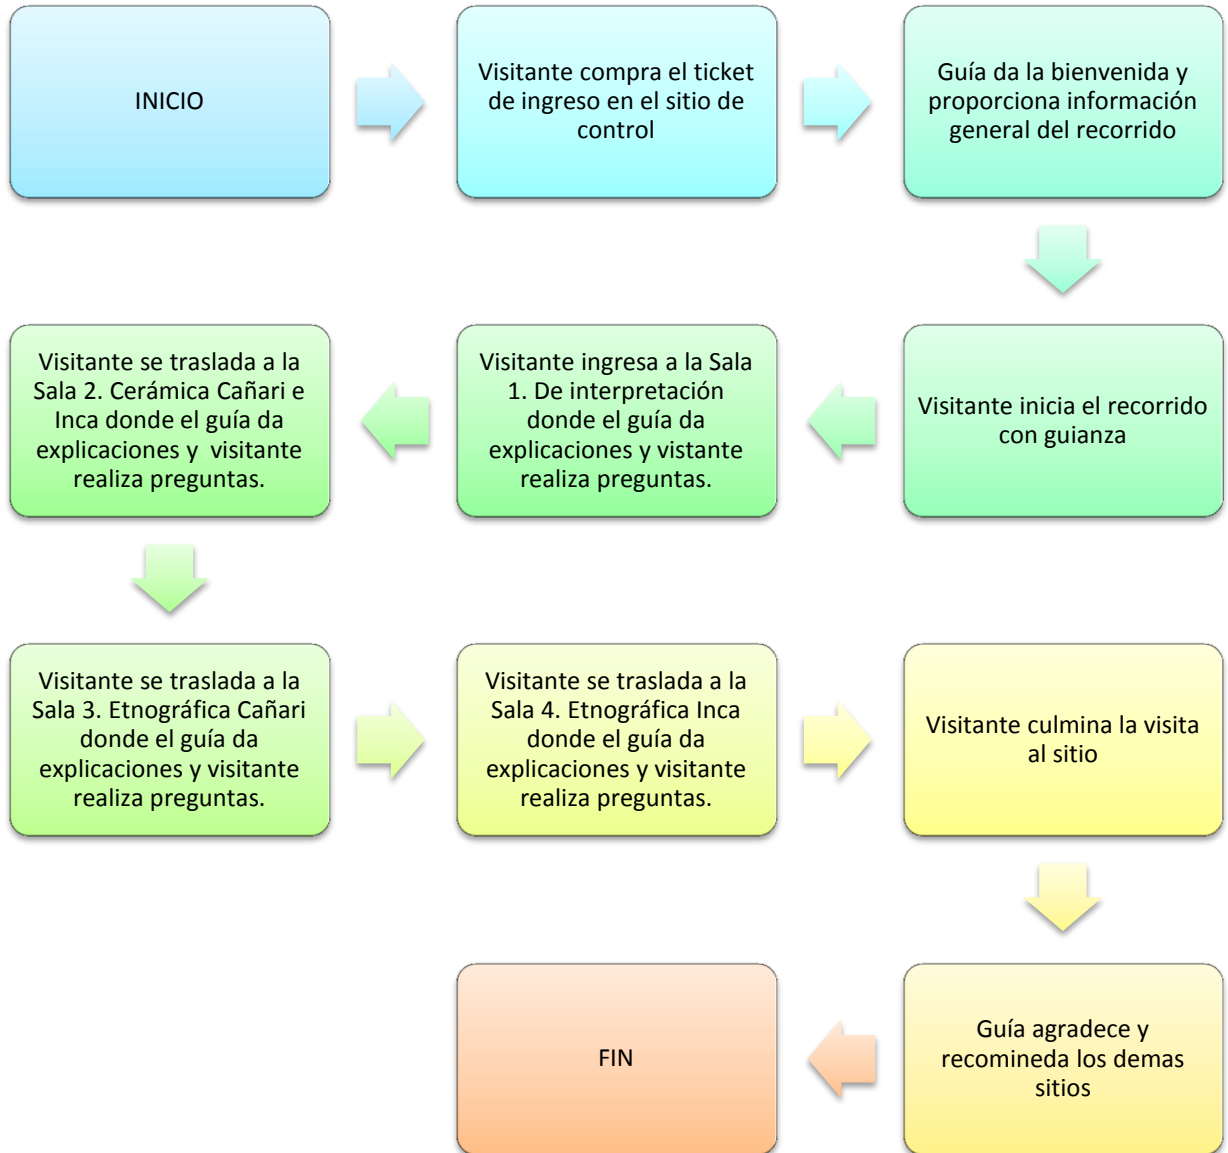 INICIO
Visitante compra el ticket
de ingreso en el sitio de
control
Guía da la bienvenida y
proporciona información
general del recorrido
Visitante inicia el recorrido
con guianza
Visitante ingresa a la Sala
1. De interpretación
donde el guía da
explicaciones y vistante
realiza preguntas.
Visitante se traslada a la
Sala 2. Cerámica Cañari e
Inca donde el guía da
explicaciones y  visitante
realiza preguntas.
Visitante se traslada a la
Sala 3. Etnográfica Cañari
donde el guía da
explicaciones y visitante
realiza preguntas.
Visitante se traslada a la
Sala 4. Etnográfica Inca
donde el guía da
explicaciones y visitante
realiza preguntas.
Visitante culmina la visita
al sitio
Guía agradece y
recomineda los demas
sitios
FIN